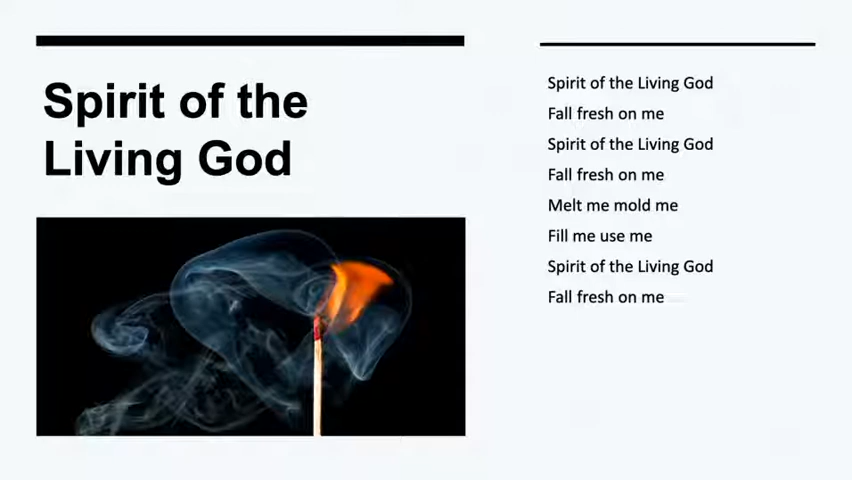 Spirit of the
Living God
Spirit of the Living God
Fall fresh on me
Spirit of the Living God
Fall fresh on me
Melt me mold me
Fill me use me
Spirit of the Living God
Fall fresh on me